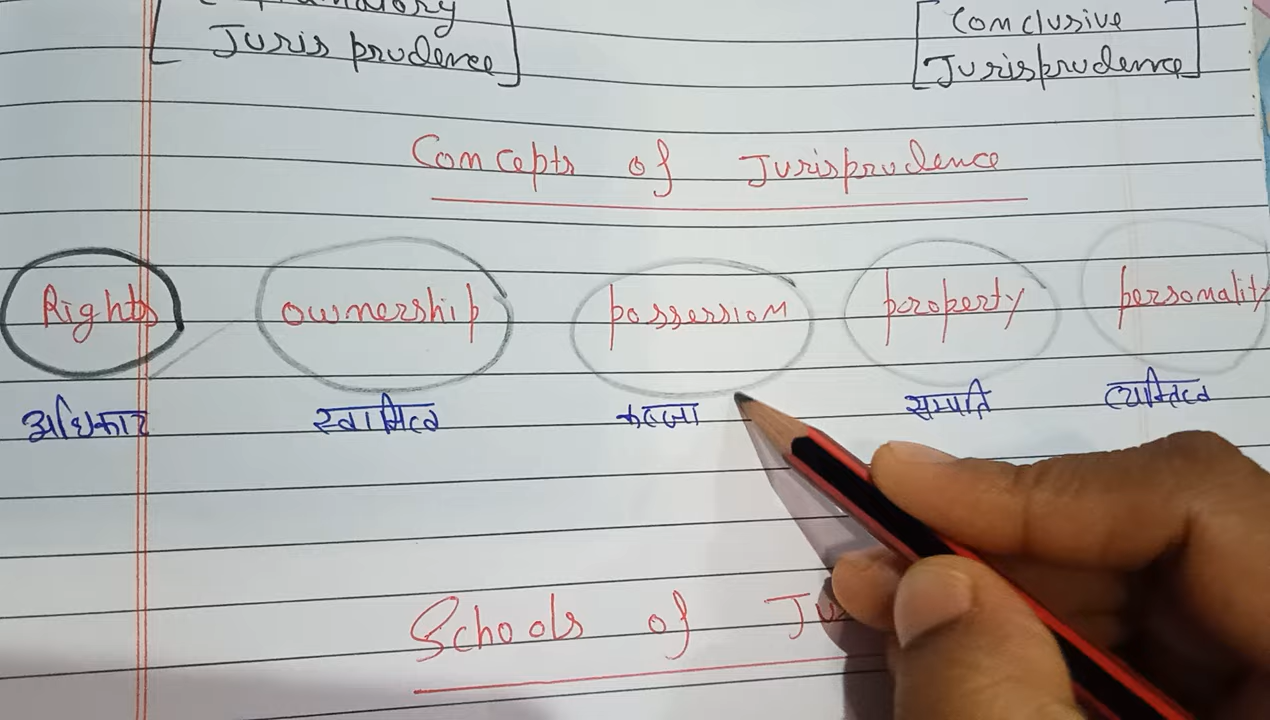 Jurisprudence
Conclusive
Jurisprudence
Concepts of Jurisprudence
Rights ownership possession property personality
अधिकार स्वामित्व कब्जा सम्पति व्यक्तित्व
Schools of Ju